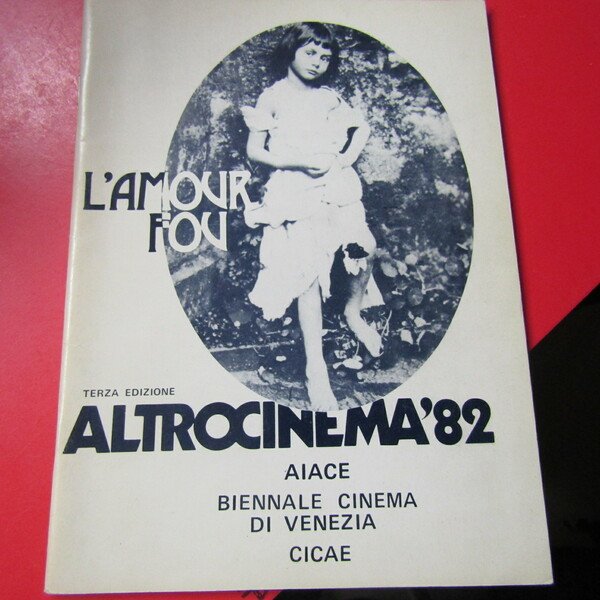 L'AMOUR
FOU
TERZA EDIZIONE
ALTROCINEMA'82
AIACE
BIENNALE CINEMA
DI VENEZIA
CICAE